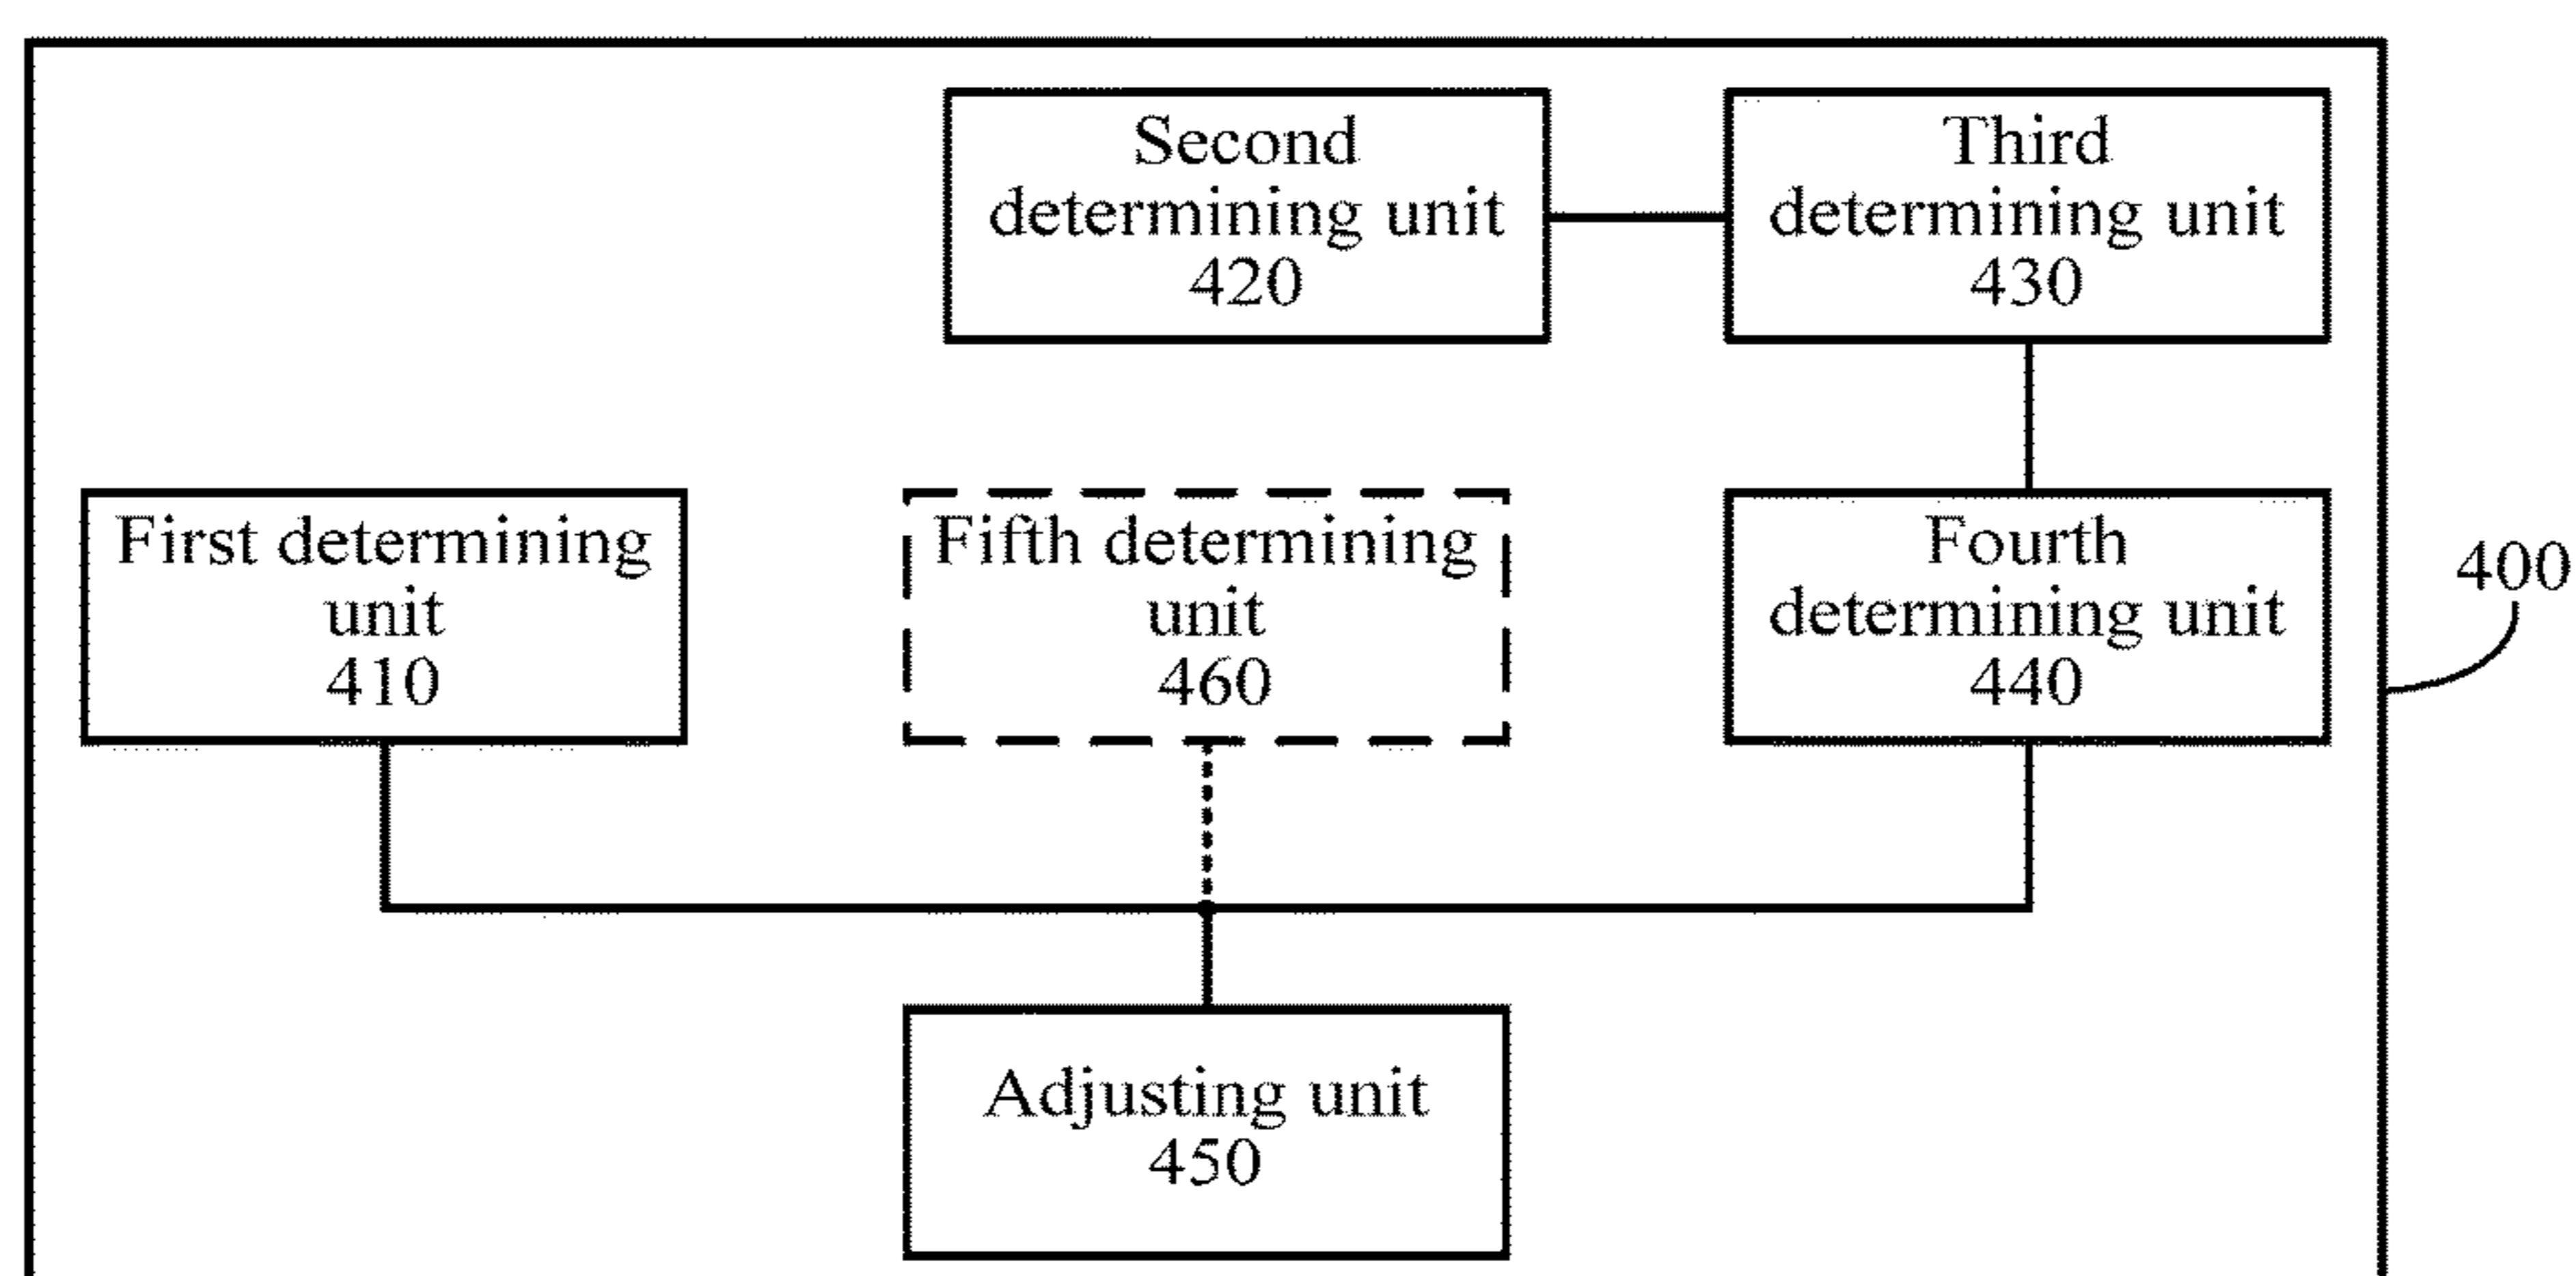 Second
determining unit
420
Third
determining unit
430
First determining
unit
410
Fifth determining
unit
460
Fourth
determining unit
440
400
Adjusting unit
450